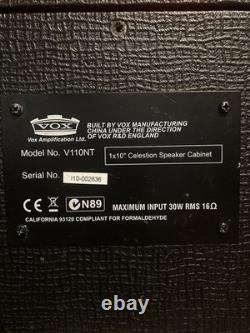 VOX
Vox Amplification Ltd.
BUILT BY VOX MANUFACTURING
CHINA UNDER THE DIRECTION OF
VOX R&D ENGLAND
Model No. V110NT
1x10" Celestion Speaker Cabinet
Serial No.
I10-002836
CE N89 MAXIMUM INPUT 30W RMS 16Ω
CALIFORNIA 93120 COMPLIANT FOR FORMALDEHYDE